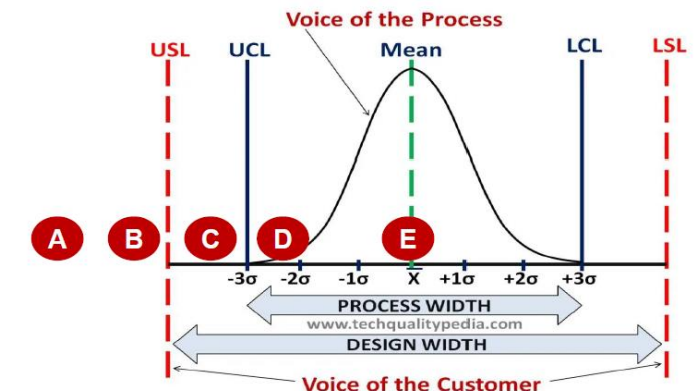 Voice of the Process
USL UCL Mean LCL LSL
A B C D E
-3σ -2σ -1σ X +1σ +2σ +3σ
PROCESS WIDTH
www.techqualitypedia.com
DESIGN WIDTH
Voice of the Customer